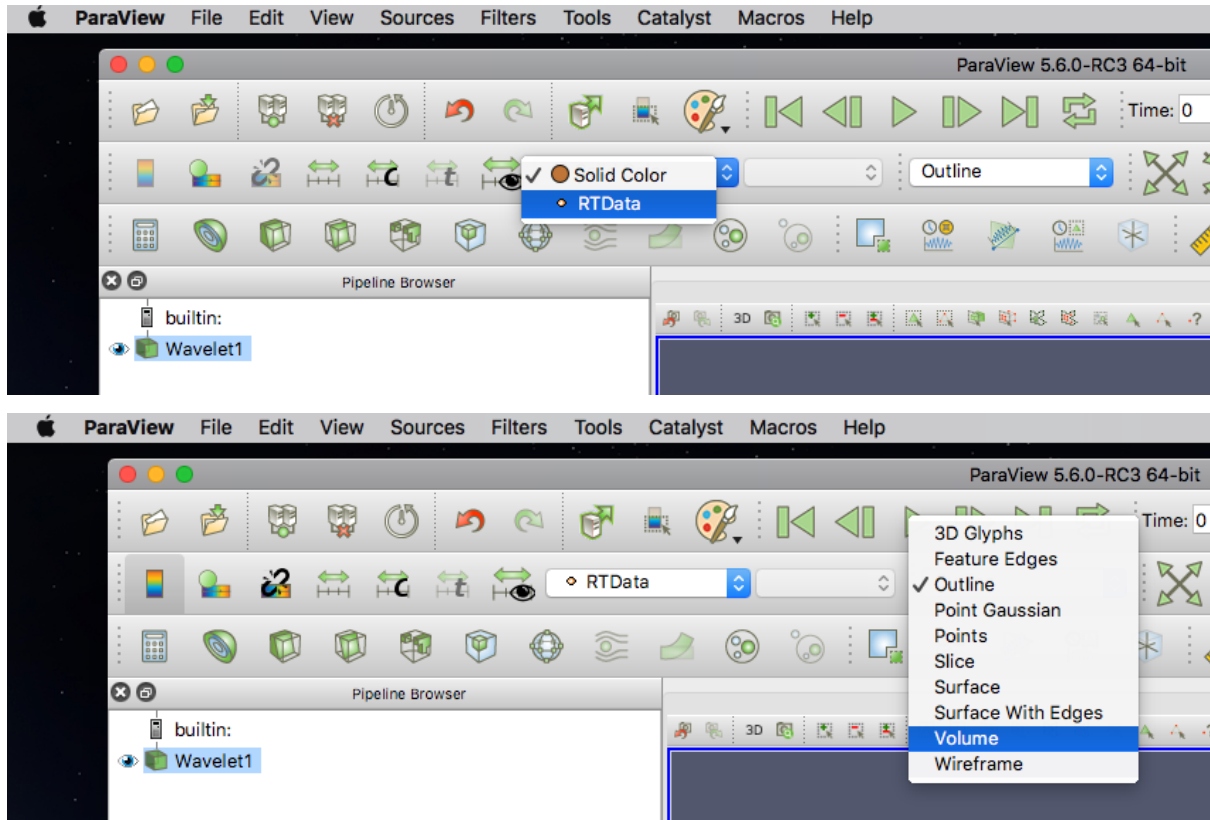 ParaView File Edit View Sources Filters Tools Catalyst Macros Help
ParaView 5.6.0-RC3 64-bit
Time: 0
✓ Solid Color
Outline
RTData
Pipeline Browser
builtin:
3D
Wavelet1
ParaView File Edit View Sources Filters Tools Catalyst Macros Help
ParaView 5.6.0-RC3 64-bit
Time: 0
3D Glyphs
Feature Edges
RTData
✓ Outline
Point Gaussian
Points
Slice
Surface
Pipeline Browser
Surface With Edges
builtin:
3D
Volume
Wavelet1
Wireframe